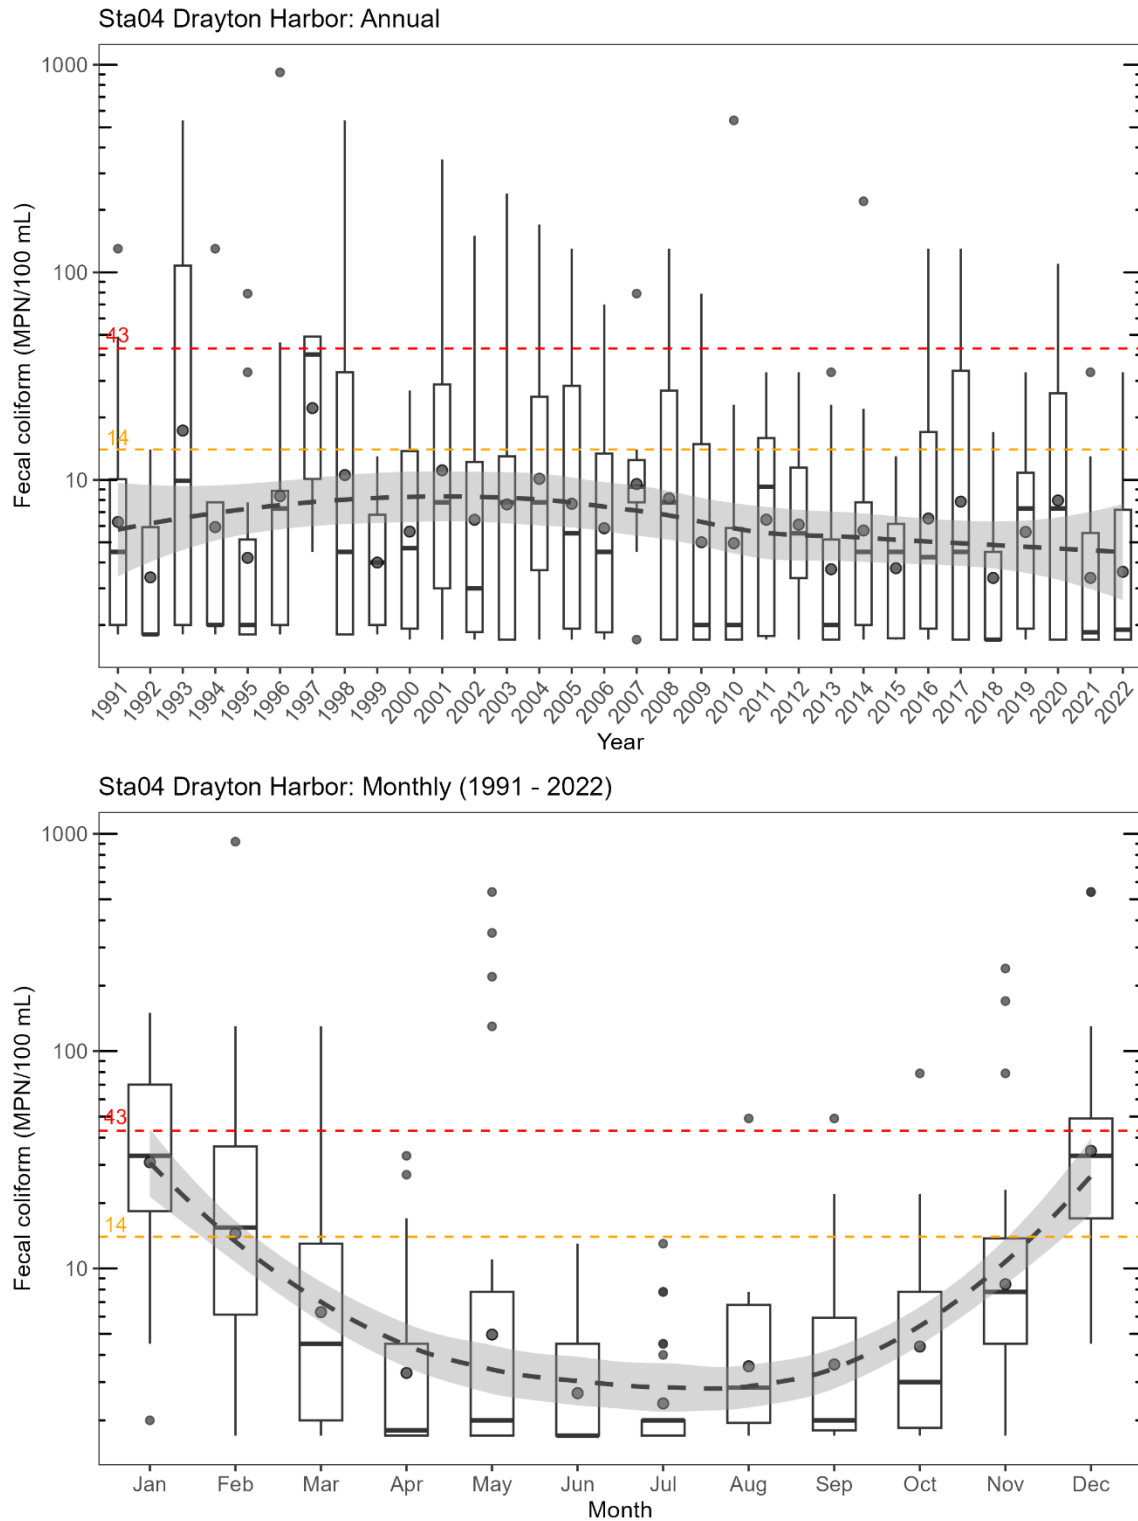 Sta04 Drayton Harbor: Annual
Fecal coliform (MPN/100 mL)
1000
100
10
43
14
1991 1992 1993 1994 1995 1996 1997 1998 1999 2000 2001 2002 2003 2004 2005 2006 2007 2008 2009 2010 2011 2012 2013 2014 2015 2016 2017 2018 2019 2020 2021 2022
Year
Sta04 Drayton Harbor: Monthly (1991 - 2022)
Fecal coliform (MPN/100 mL)
1000
100
10
43
14
Jan Feb Mar Apr May Jun Jul Aug Sep Oct Nov Dec
Month